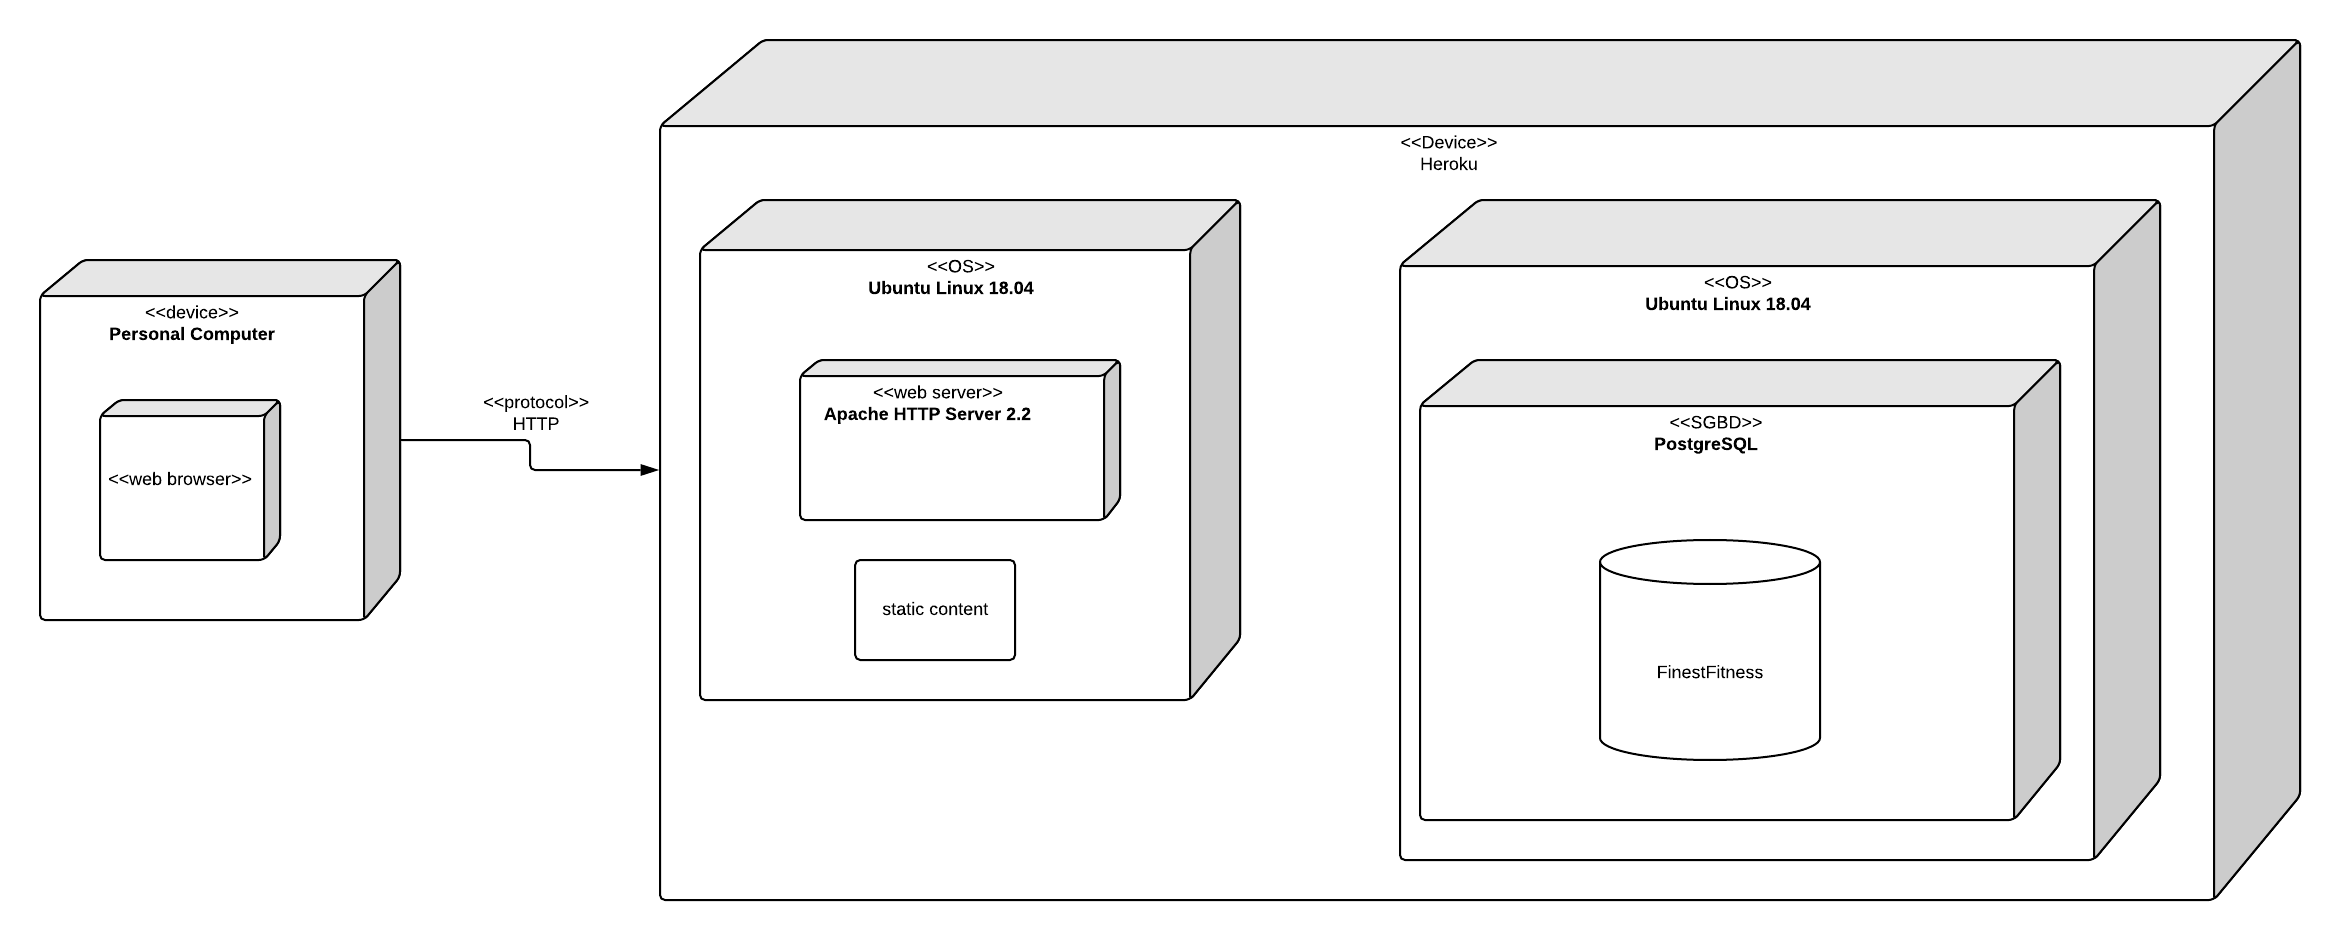 <<Device>>
Heroku
<<device>>
Personal Computer
<<web browser>>
<<protocol>>
HTTP
<<OS>>
Ubuntu Linux 18.04
<<web server>>
Apache HTTP Server 2.2
static content
<<OS>>
Ubuntu Linux 18.04
<<SGBD>>
PostgreSQL
FinestFitness